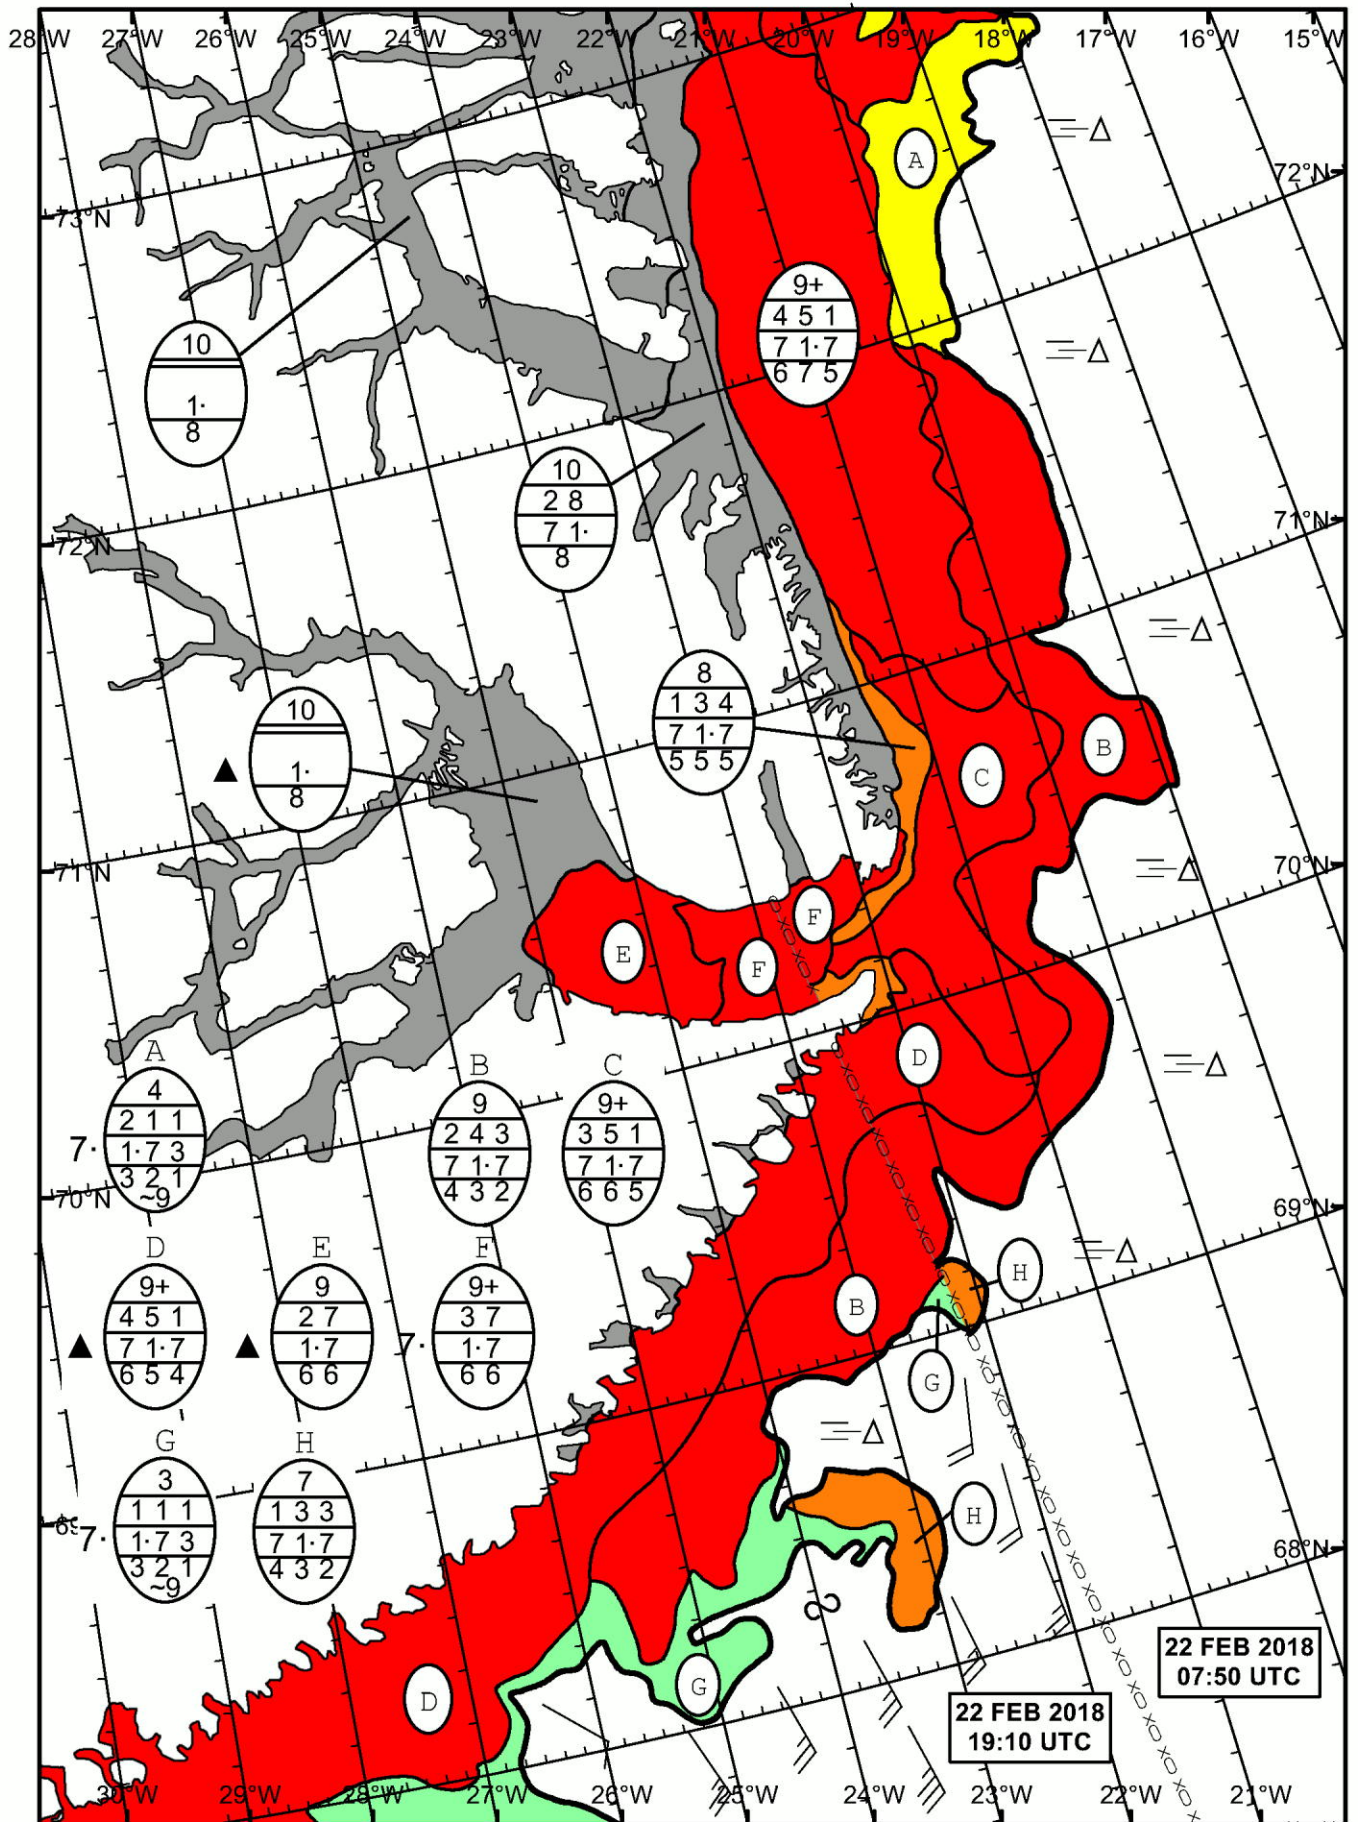 28°W 27°W 26°W 25°W 24°W 23°W 22°W 21°W 20°W 19°W 18°W 17°W 16°W 15°W
A
72°N
73°N
9+
4 5 1
7 1·7
6 7 5
10
1·
8
10
2 8
7 1·
8
71°N
72°N
8
1 3 4
7 1·7
5 5 5
10
1·
8
B
C
70°N
71°N
F
E
F
D
A
4
2 1 1
7· 1·7 3
3 2 1
~9
B
9
2 4 3
7 1·7
4 3 2
C
9+
3 5 1
7 1·7
6 6 5
70°N
69°N
D
9+
4 5 1
7 1·7
6 5 4
E
9
2 7
1·7
6 6
F
9+
3 7
7· 1·7
6 6
H
B
G
G
3
1 1 1
7· 1·7 3
3 2 1
~9
H
7
1 3 3
7 1·7
4 3 2
H
68°N
G
D
22 FEB 2018
07:50 UTC
22 FEB 2018
19:10 UTC
30°W 29°W 28°W 27°W 26°W 25°W 24°W 23°W 22°W 21°W